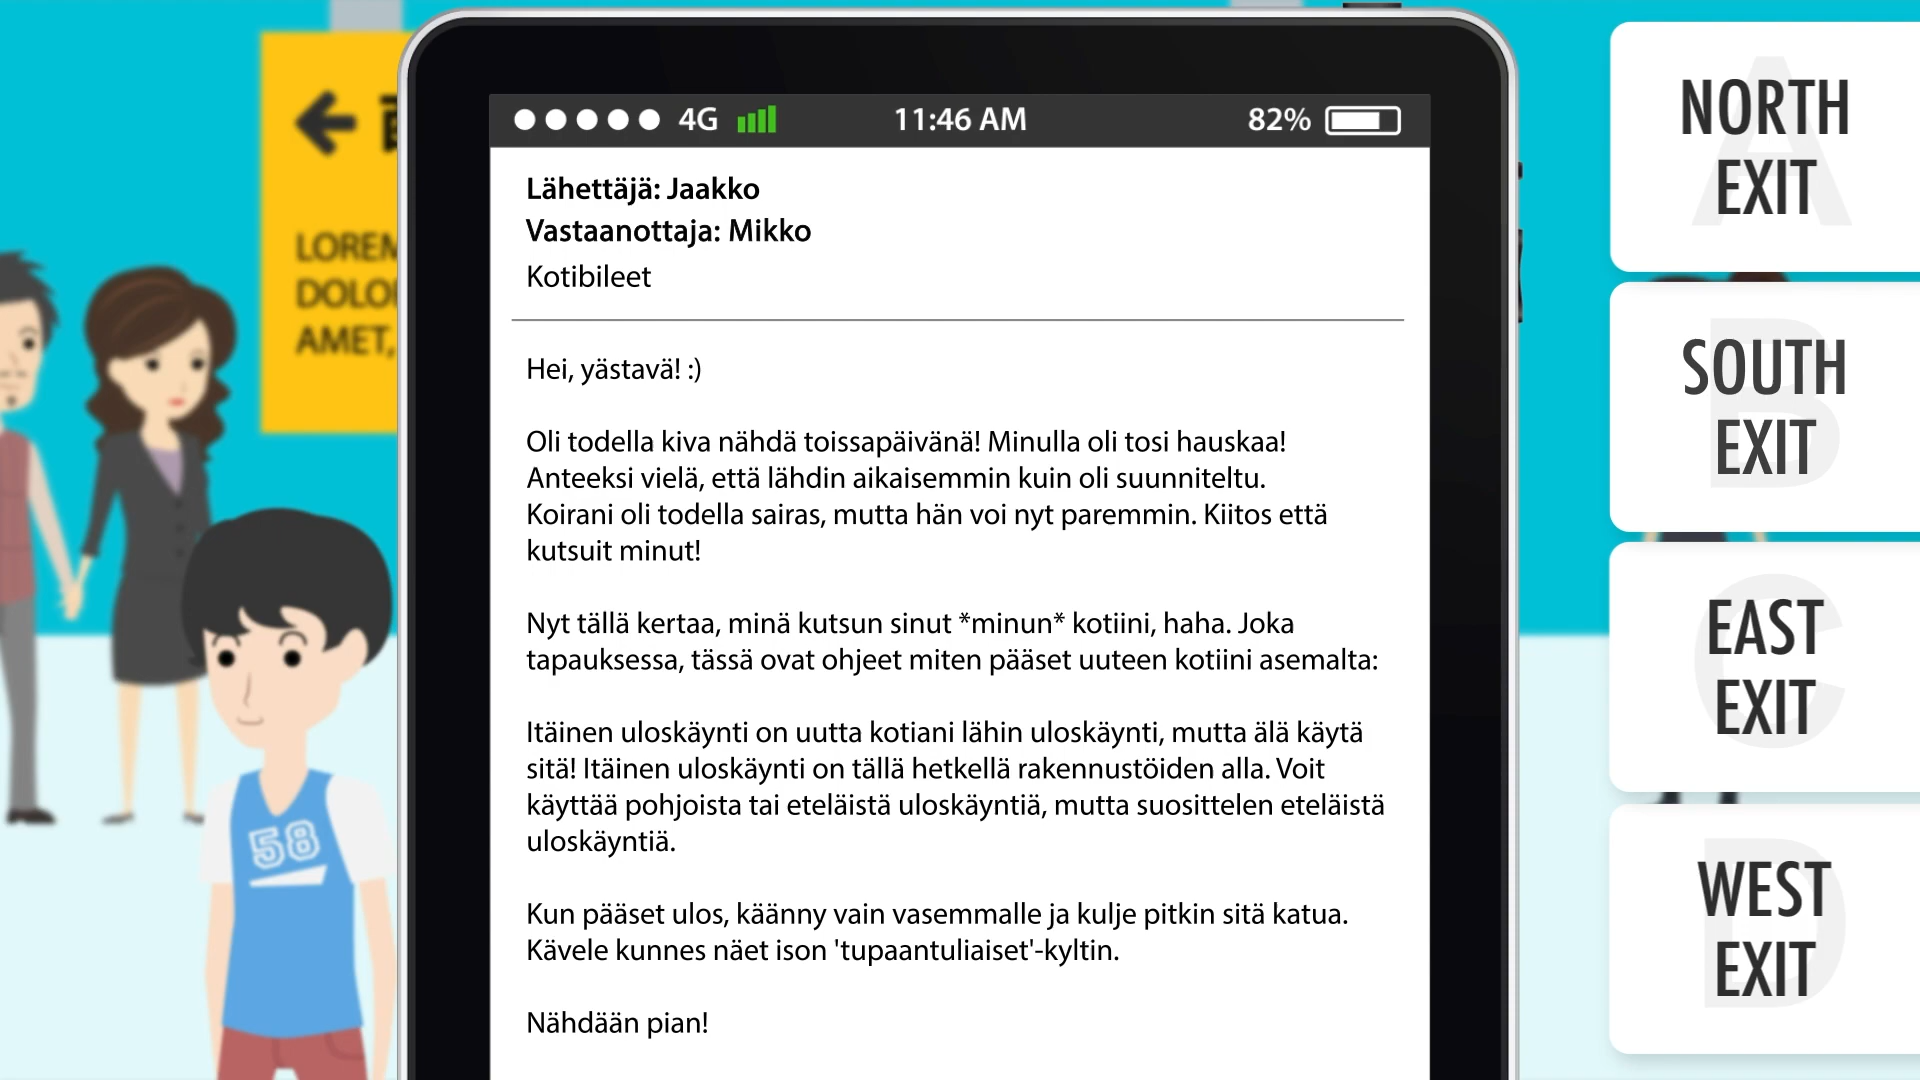 LOREM
DOLO
AMET,
4G
11:46 AM
82%
Lähettäjä: Jaakko
Vastaanottaja: Mikko
Kotibileet
Hei, yästavä! :)
Oli todella kiva nähdä toissapäivänä! Minulla oli tosi hauskaa!
Anteeksi vielä, että lähdin aikaisemmin kuin oli suunniteltu.
Koirani oli todella sairas, mutta hän voi nyt paremmin. Kiitos että
kutsuit minut!
Nyt tällä kertaa, minä kutsun sinut *minun* kotiini, haha. Joka
tapauksessa, tässä ovat ohjeet miten pääset uuteen kotiini asemalta:
Itäinen uloskäynti on uutta kotiani lähin uloskäynti, mutta älä käytä
sitä! Itäinen uloskäynti on tällä hetkellä rakennustöiden alla. Voit
käyttää pohjoista tai eteläistä uloskäyntiä, mutta suosittelen eteläistä
uloskäyntiä.
Kun pääset ulos, käänny vain vasemmalle ja kulje pitkin sitä katua.
Kävele kunnes näet ison 'tupaantuliaiset'-kyltin.
Nähdään pian!
58
A
NORTH
EXIT
B
SOUTH
EXIT
C
EAST
EXIT
D
WEST
EXIT